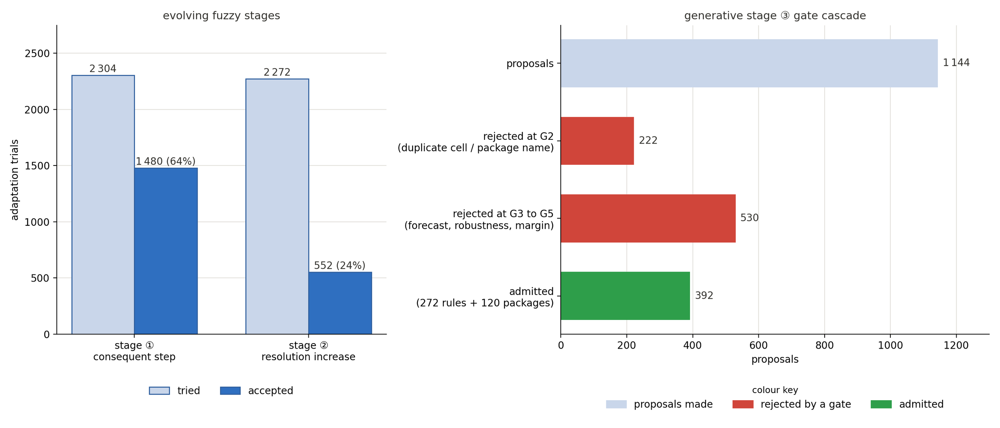 evolving fuzzy stages
adaptation trials
2500
2000
1500
1000
500
0
2 304
1 480 (64%)
2 272
552 (24%)
stage ①
consequent step
stage ②
resolution increase
tried
accepted
generative stage ③ gate cascade
proposals
1 144
rejected at G2
(duplicate cell / package name)
222
rejected at G3 to G5
(forecast, robustness, margin)
530
admitted
(272 rules + 120 packages)
392
0
200
400
600
800
1000
1200
proposals
colour key
proposals made
rejected by a gate
admitted